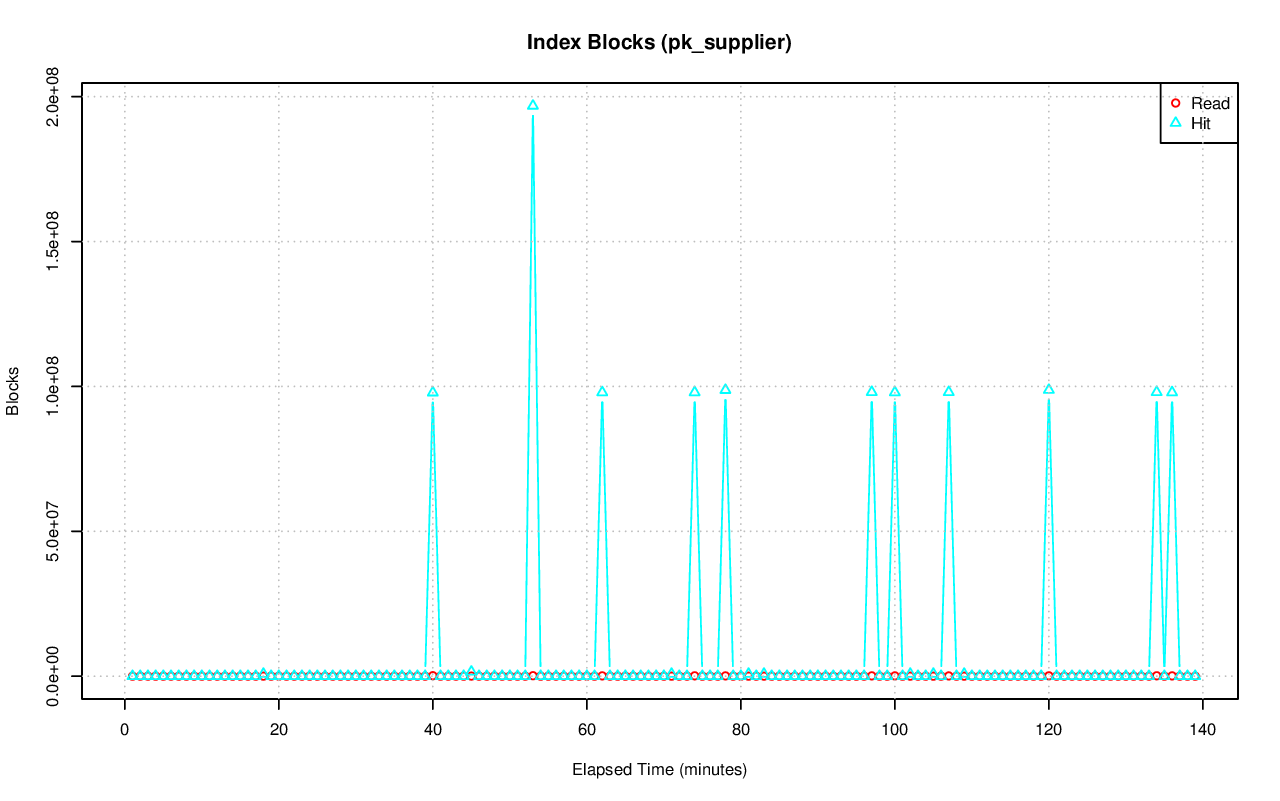 Index Blocks (pk_supplier)
Read
Hit
Blocks
2.0e+08
1.5e+08
1.0e+08
5.0e+07
0.0e+00
0 20 40 60 80 100 120 140
Elapsed Time (minutes)